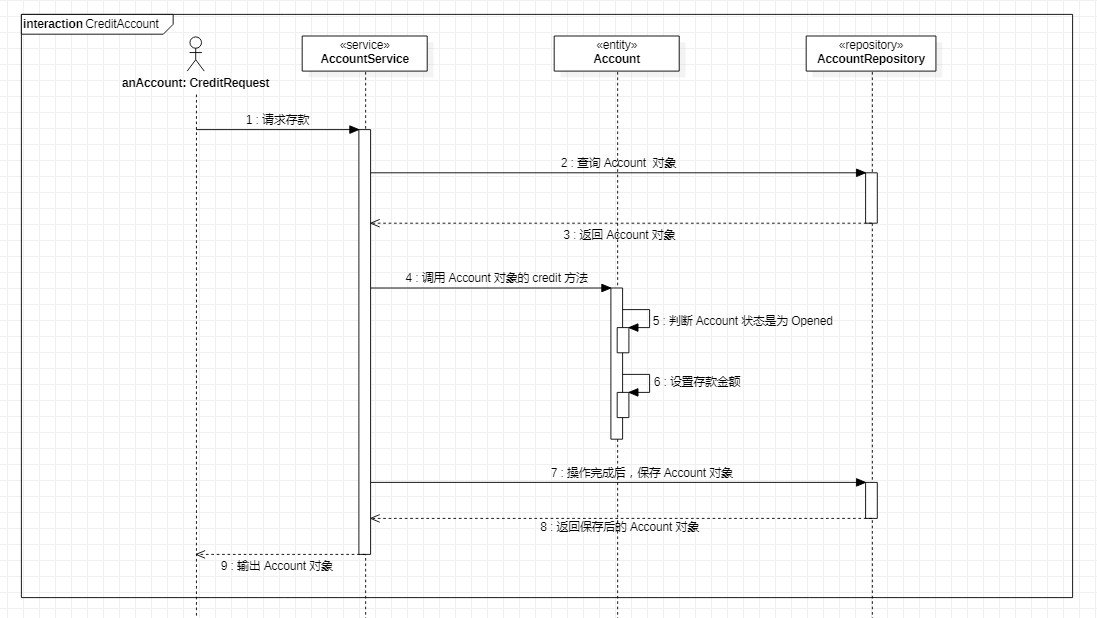 interaction CreditAccount
«service»
AccountService
«entity»
Account
«repository»
AccountRepository
anAccount: CreditRequest
1 : 请求存款
2 : 查询 Account 对象
3 : 返回 Account 对象
4 : 调用 Account 对象的 credit 方法
5 : 判断 Account 状态是为 Opened
6 : 设置存款金额
7 : 操作完成后，保存 Account 对象
8 : 返回保存后的 Account 对象
9 : 输出 Account 对象